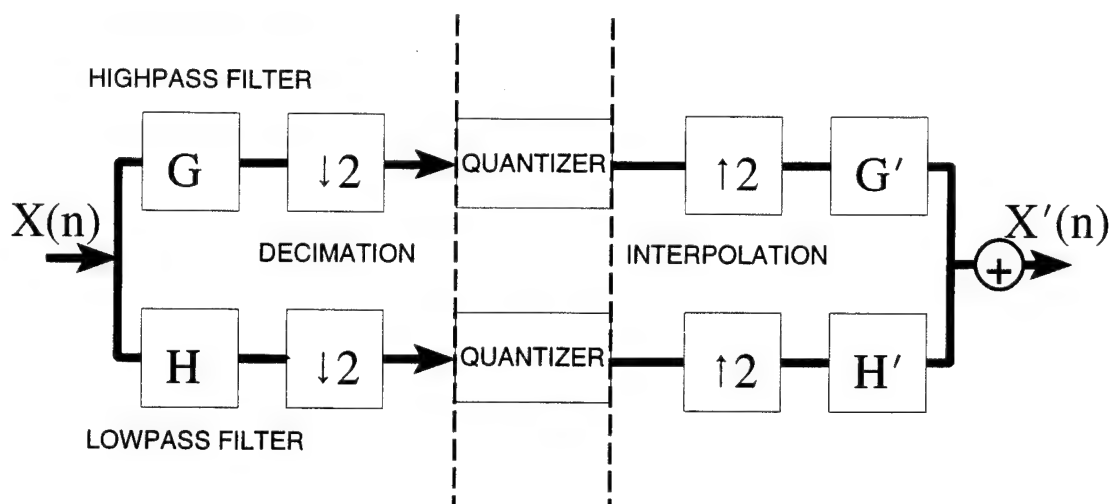 HIGHPASS FILTER
G ↓2 QUANTIZER ↑2 G′
X(n) DECIMATION INTERPOLATION X′(n)
+
H ↓2 QUANTIZER ↑2 H′
LOWPASS FILTER